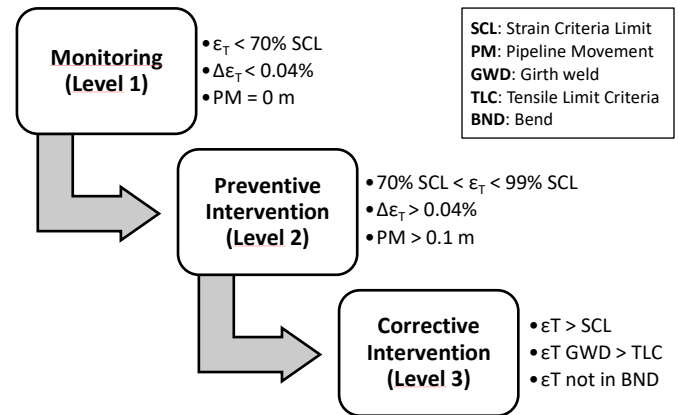 Monitoring
(Level 1)
• εT < 70% SCL
• ΔεT < 0.04%
• PM = 0 m
SCL: Strain Criteria Limit
PM: Pipeline Movement
GWD: Girth weld
TLC: Tensile Limit Criteria
BND: Bend
Preventive
Intervention
(Level 2)
• 70% SCL < εT < 99% SCL
• ΔεT > 0.04%
• PM > 0.1 m
Corrective
Intervention
(Level 3)
• εT > SCL
• εT GWD > TLC
• εT not in BND